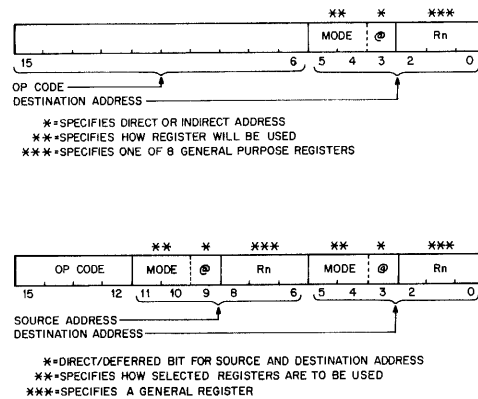 ** * ***
MODE @ Rn
15 6 5 4 3 2 0
OP CODE
DESTINATION ADDRESS
*=SPECIFIES DIRECT OR INDIRECT ADDRESS
**=SPECIFIES HOW REGISTER WILL BE USED
***=SPECIFIES ONE OF 8 GENERAL PURPOSE REGISTERS
** * *** ** * ***
OP CODE MODE @ Rn MODE @ Rn
15 12 11 10 9 8 6 5 4 3 2 0
SOURCE ADDRESS
DESTINATION ADDRESS
*=DIRECT/DEFERRED BIT FOR SOURCE AND DESTINATION ADDRESS
**=SPECIFIES HOW SELECTED REGISTERS ARE TO BE USED
***=SPECIFIES A GENERAL REGISTER